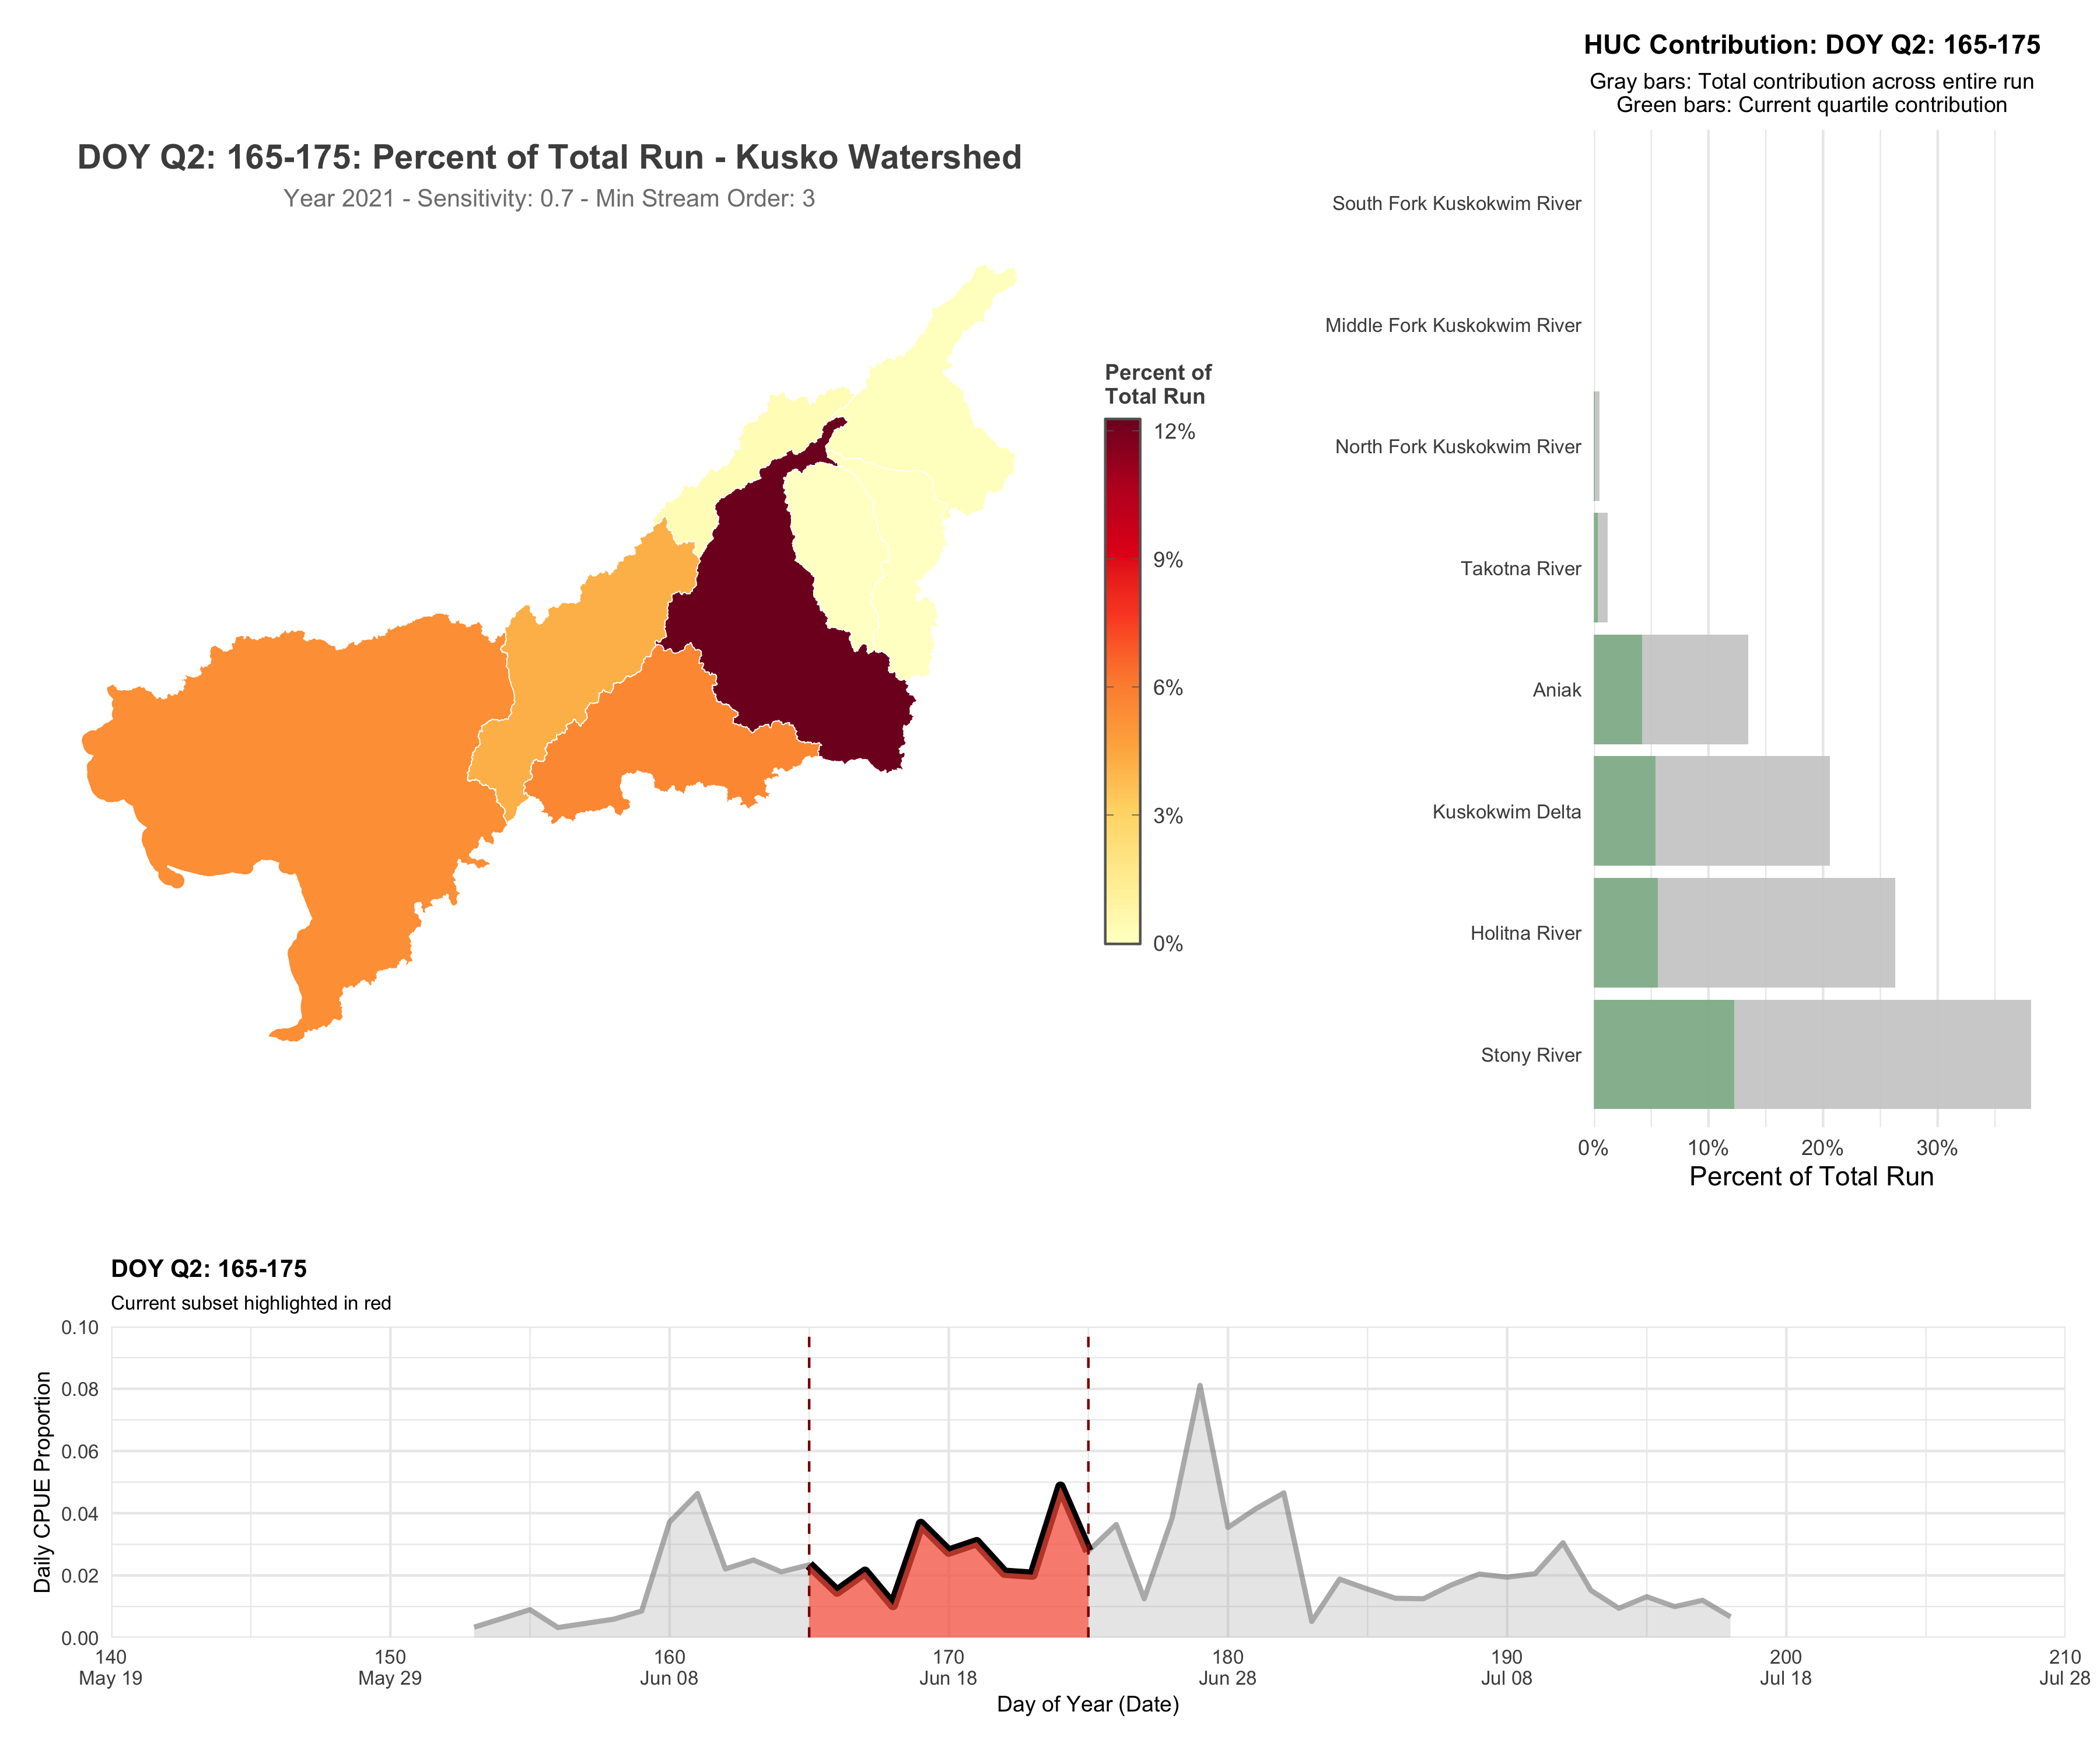 HUC Contribution: DOY Q2: 165-175
Gray bars: Total contribution across entire run
Green bars: Current quartile contribution
DOY Q2: 165-175: Percent of Total Run - Kusko Watershed
Year 2021 - Sensitivity: 0.7 - Min Stream Order: 3
Percent of
Total Run
12%
9%
6%
3%
0%
South Fork Kuskokwim River
Middle Fork Kuskokwim River
North Fork Kuskokwim River
Takotna River
Aniak
Kuskokwim Delta
Holitna River
Stony River
0% 10% 20% 30%
Percent of Total Run
DOY Q2: 165-175
Current subset highlighted in red
Daily CPUE Proportion
0.10
0.08
0.06
0.04
0.02
0.00
140 150 160 170 180 190 200 210
May 19 May 29 Jun 08 Jun 18 Jun 28 Jul 08 Jul 18 Jul 28
Day of Year (Date)